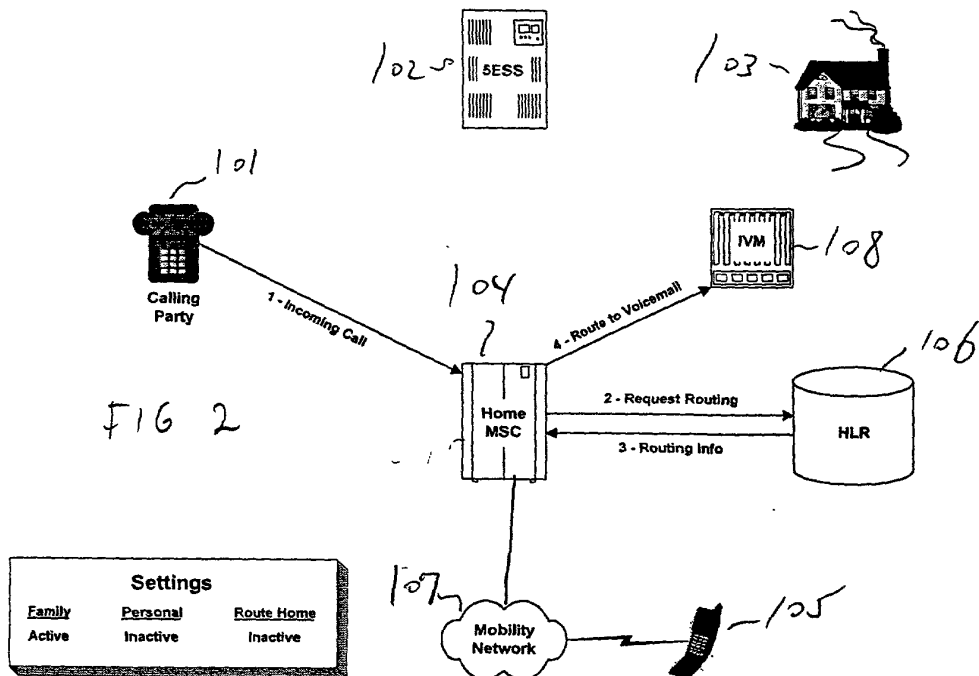 102
5ESS
103
101
Calling
Party
1 - Incoming Call
104
4 - Route to Voicemail
IVM
108
106
Home
MSC
2 - Request Routing
3 - Routing Info
HLR
FIG 2
Settings
Family Personal Route Home
Active Inactive Inactive
107
Mobility
Network
105